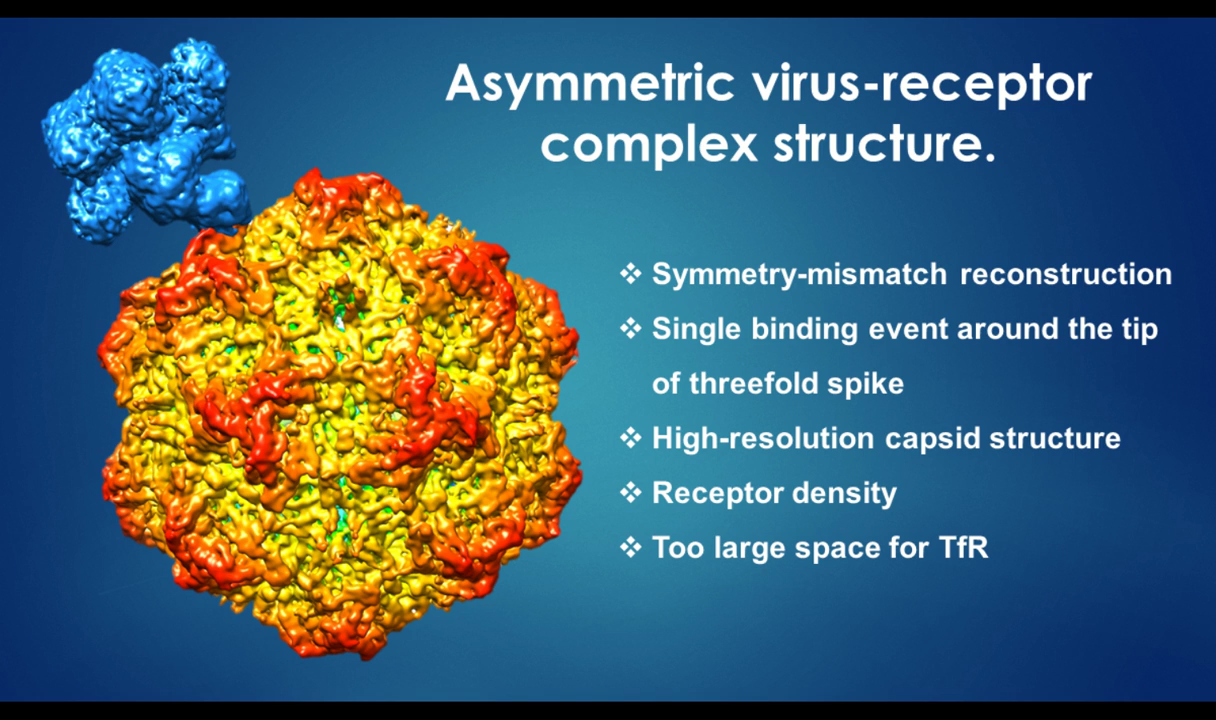 Asymmetric virus-receptor
complex structure.
❖ Symmetry-mismatch reconstruction
❖ Single binding event around the tip
of threefold spike
❖ High-resolution capsid structure
❖ Receptor density
❖ Too large space for TfR